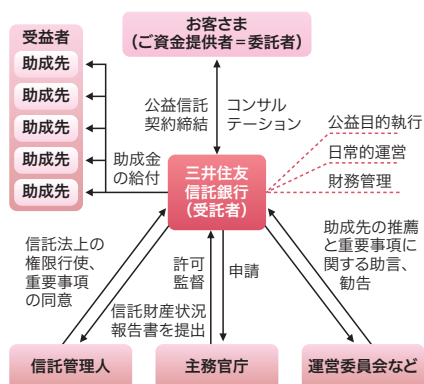 受益者
助成先
助成先
助成先
助成先
助成先
お客さま
（ご資金提供者＝委託者）
公益信託
契約締結
コンサル
テーション
助成金
の給付
三井住友
信託銀行
（受託者）
公益目的執行
日常的運営
財務管理
信託法上の
権限行使、
重要事項
の同意
許可
監督
申請
信託財産状況
報告書を提出
助成先の推薦
と重要事項に
関する助言、
勧告
信託管理人
主務官庁
運営委員会など